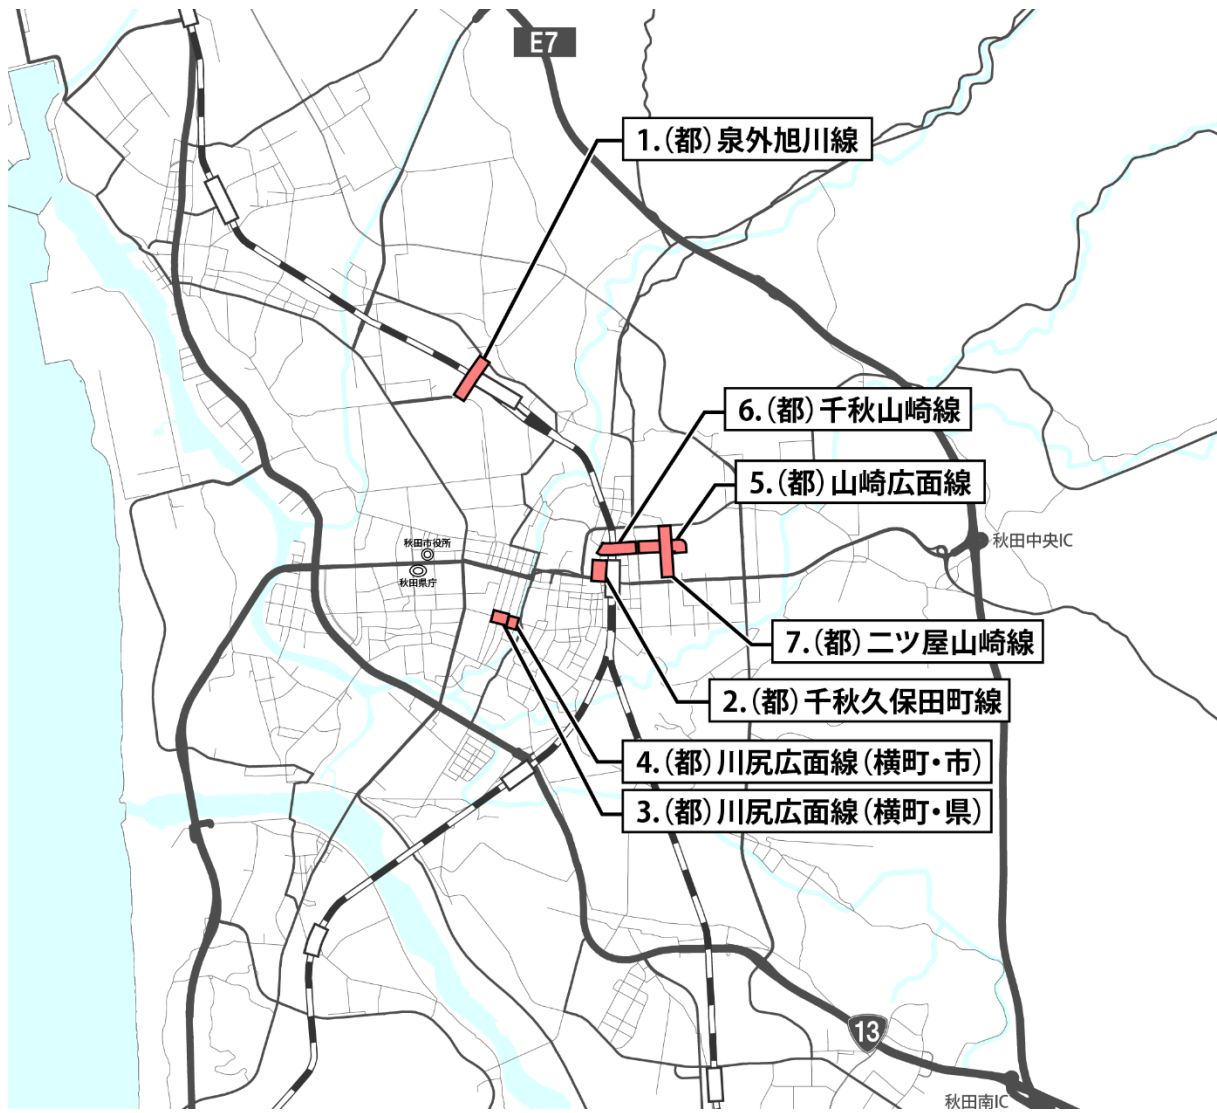 E7
1.(都)泉外旭川線
6.(都)千秋山崎線
5.(都)山崎広面線
秋田中央IC
秋田市役所
秋田県庁
7.(都)二ツ屋山崎線
2.(都)千秋久保田町線
4.(都)川尻広面線(横町・市)
3.(都)川尻広面線(横町・県)
13
秋田南IC